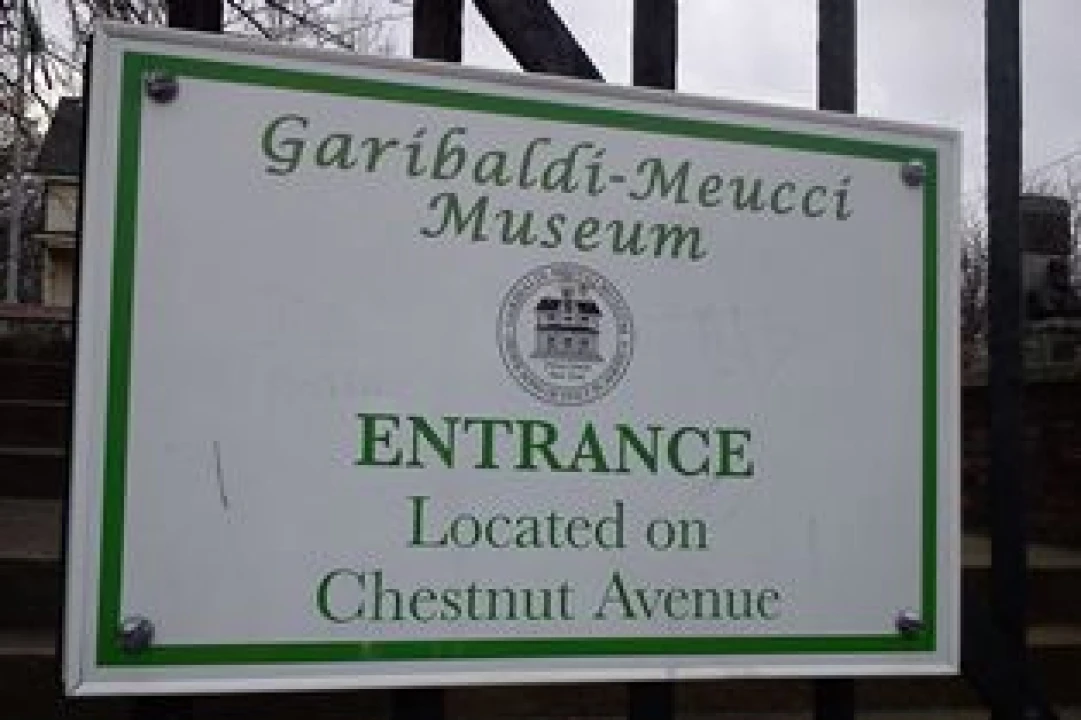 Garibaldi-Meucci
Museum
ENTRANCE
Located on
Chestnut Avenue